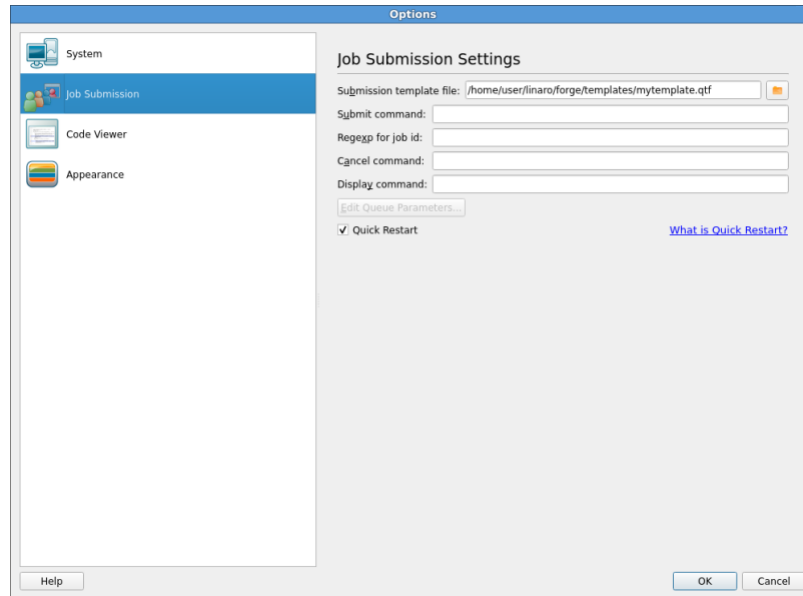 Options
System
Job Submission
Code Viewer
Appearance
Job Submission Settings
Submission template file: /home/user/linaro/forge/templates/mytemplate.qtf
Submit command:
Regexp for job id:
Cancel command:
Display command:
Edit Queue Parameters...
Quick Restart What is Quick Restart?
Help OK Cancel